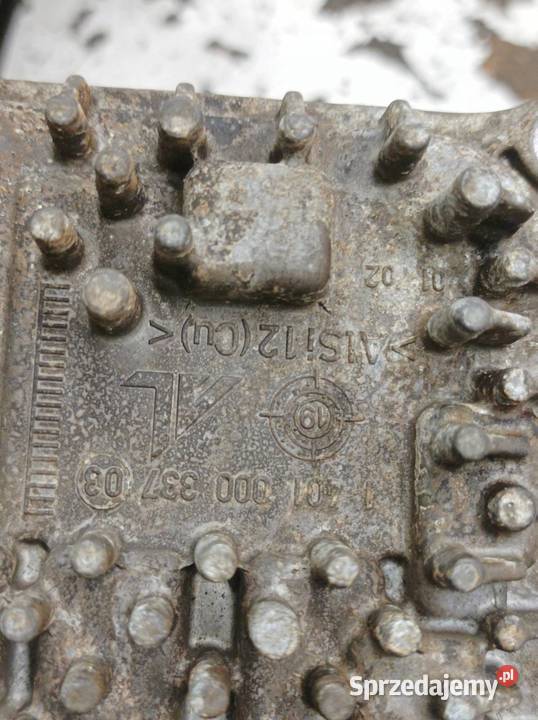 1 401 000 337 03
10
>AlSi12(Cu)<
01 02
Sprzedajemy.pl